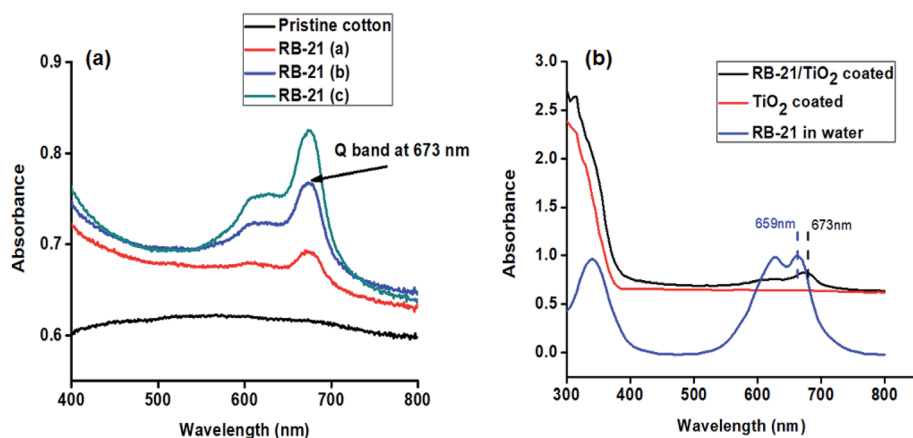 (a)
Pristine cotton
RB-21 (a)
RB-21 (b)
RB-21 (c)
Q band at 673 nm
0.9
0.8
0.7
0.6
Absorbance
400 500 600 700 800
Wavelength (nm)
(b)
RB-21/TiO₂ coated
TiO₂ coated
RB-21 in water
659nm 673nm
3.0
2.5
2.0
1.5
1.0
0.5
0.0
Absorbance
300 400 500 600 700 800
Wavelength (nm)